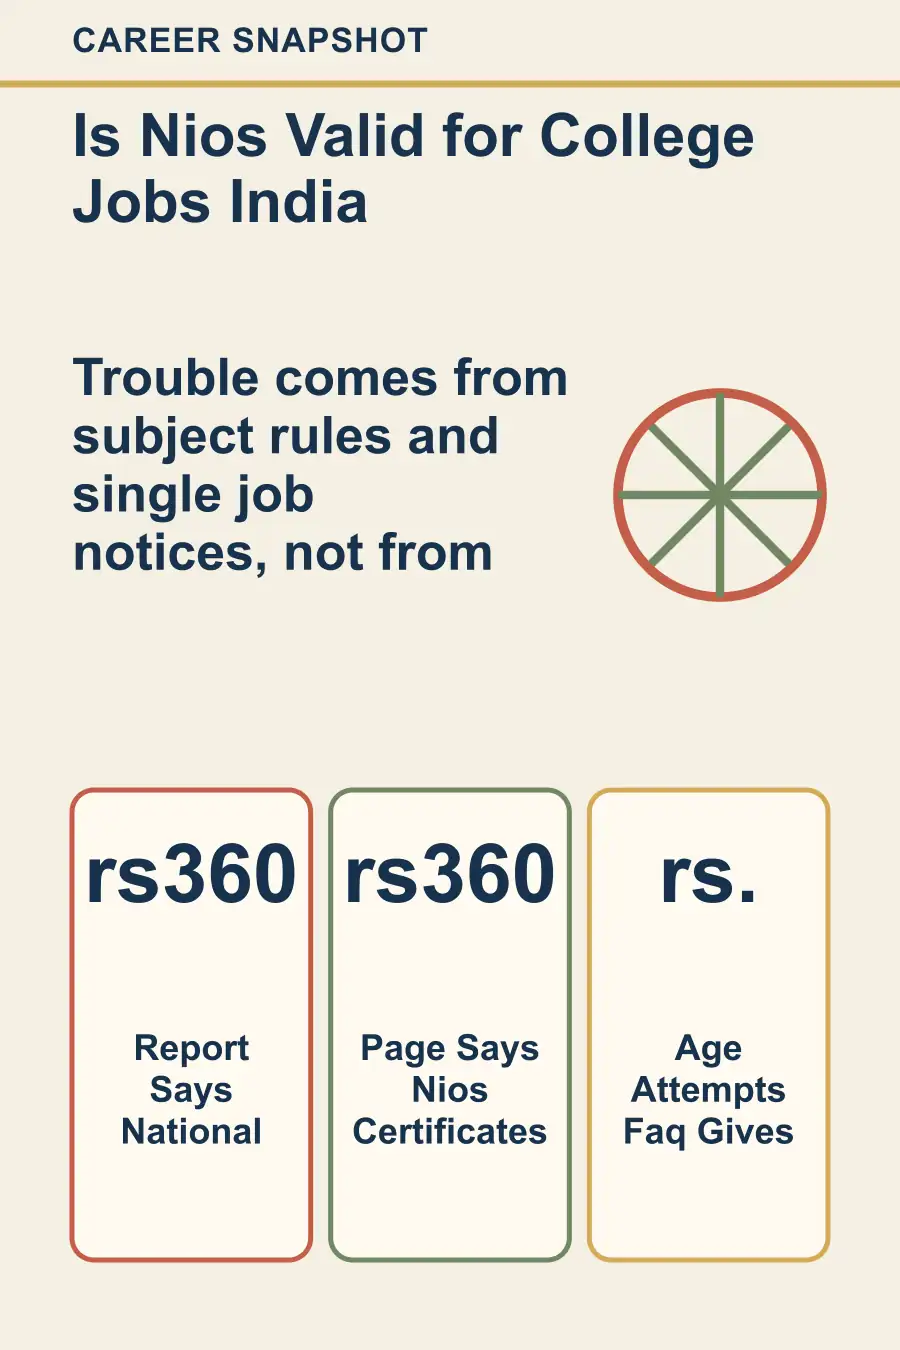 CAREER SNAPSHOT
Is Nios Valid for College
Jobs India
Trouble comes from
subject rules and
single job
notices, not from
rs360
Report
Says
National
rs360
Page Says
Nios
Certificates
rs.
Age
Attempts
Faq Gives